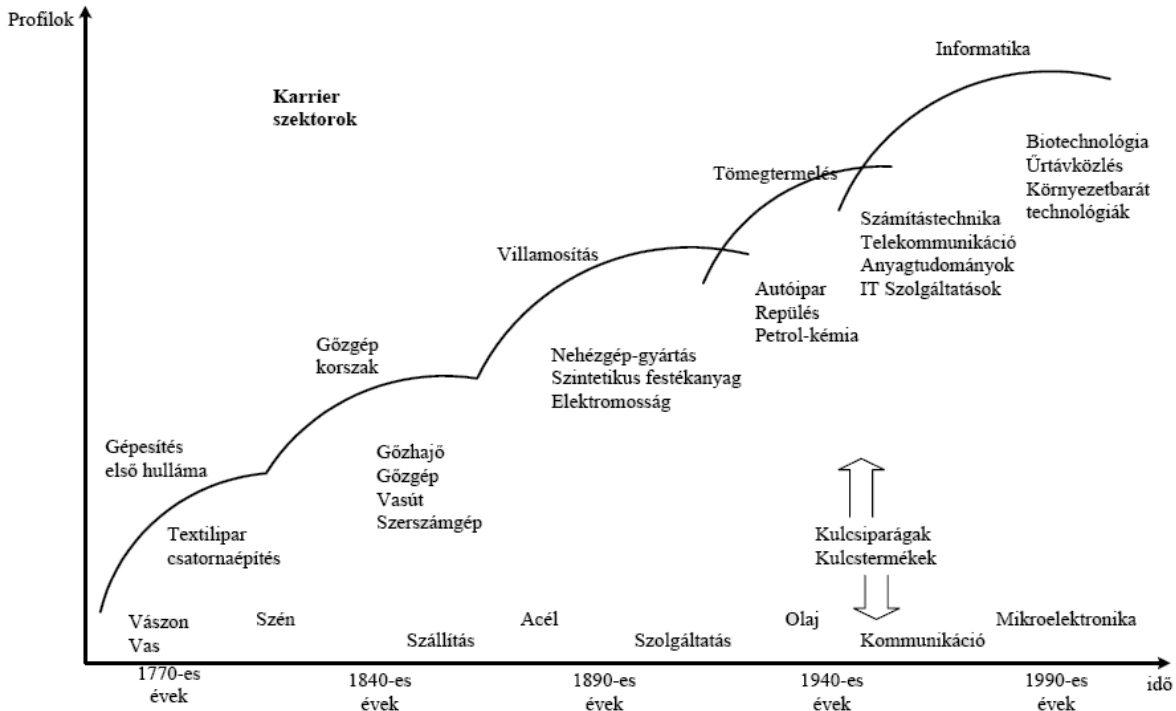 Profilok
Informatika
Karrier
szektorok
Biotechnológia
Űrtávközlés
Környezetbarát
technológiák
Tömegtermelés
Számítástechnika
Telekommunikáció
Anyagtudományok
IT Szolgáltatások
Villamosítás
Autóipar
Repülés
Petrol-kémia
Gőzgép
korszak
Nehézgép-gyártás
Szintetikus festékanyag
Elektromosság
Gépesítés
első hulláma
Gőzhajő
Gőzgép
Vasút
Szerszámgép
Textilipar
csatornaépítés
Kulcsiparágak
Kulcstermékek
Vászon
Vas
Szén
Szállítás
Acél
Szolgáltatás
Olaj
Kommunikáció
Mikroelektronika
1770-es
évek
1840-es
évek
1890-es
évek
1940-es
évek
1990-es
évek
idő